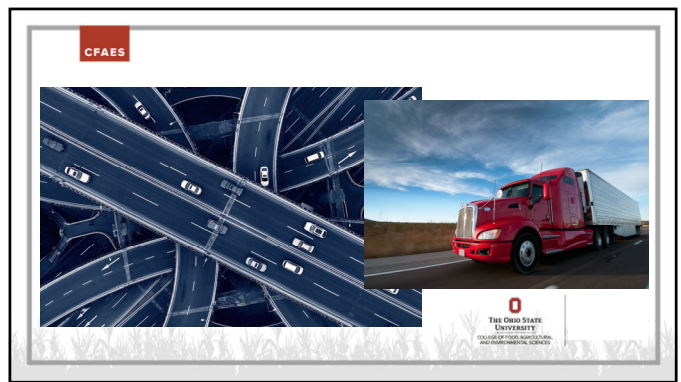 CFAES
THE OHIO STATE
UNIVERSITY
COLLEGE OF FOOD, AGRICULTURAL,
AND ENVIRONMENTAL SCIENCES